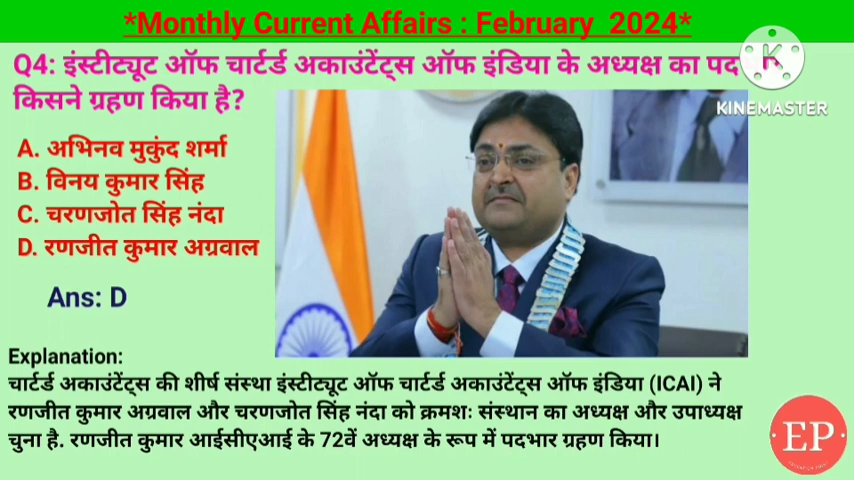 *Monthly Current Affairs : February 2024*
Q4: इंस्टीट्यूट ऑफ चार्टर्ड अकाउंटेंट्स ऑफ इंडिया के अध्यक्ष का पद
किसने ग्रहण किया है?
KINEMASTER
A. अभिनव मुकुंद शर्मा
B. विनय कुमार सिंह
C. चरणजोत सिंह नंदा
D. रणजीत कुमार अग्रवाल
Ans: D
Explanation:
चार्टर्ड अकाउंटेंट्स की शीर्ष संस्था इंस्टीट्यूट ऑफ चार्टर्ड अकाउंटेंट्स ऑफ इंडिया (ICAI) ने
रणजीत कुमार अग्रवाल और चरणजोत सिंह नंदा को क्रमशः संस्थान का अध्यक्ष और उपाध्यक्ष
चुना है. रणजीत कुमार आईसीएआई के 72वें अध्यक्ष के रूप में पदभार ग्रहण किया।
EP